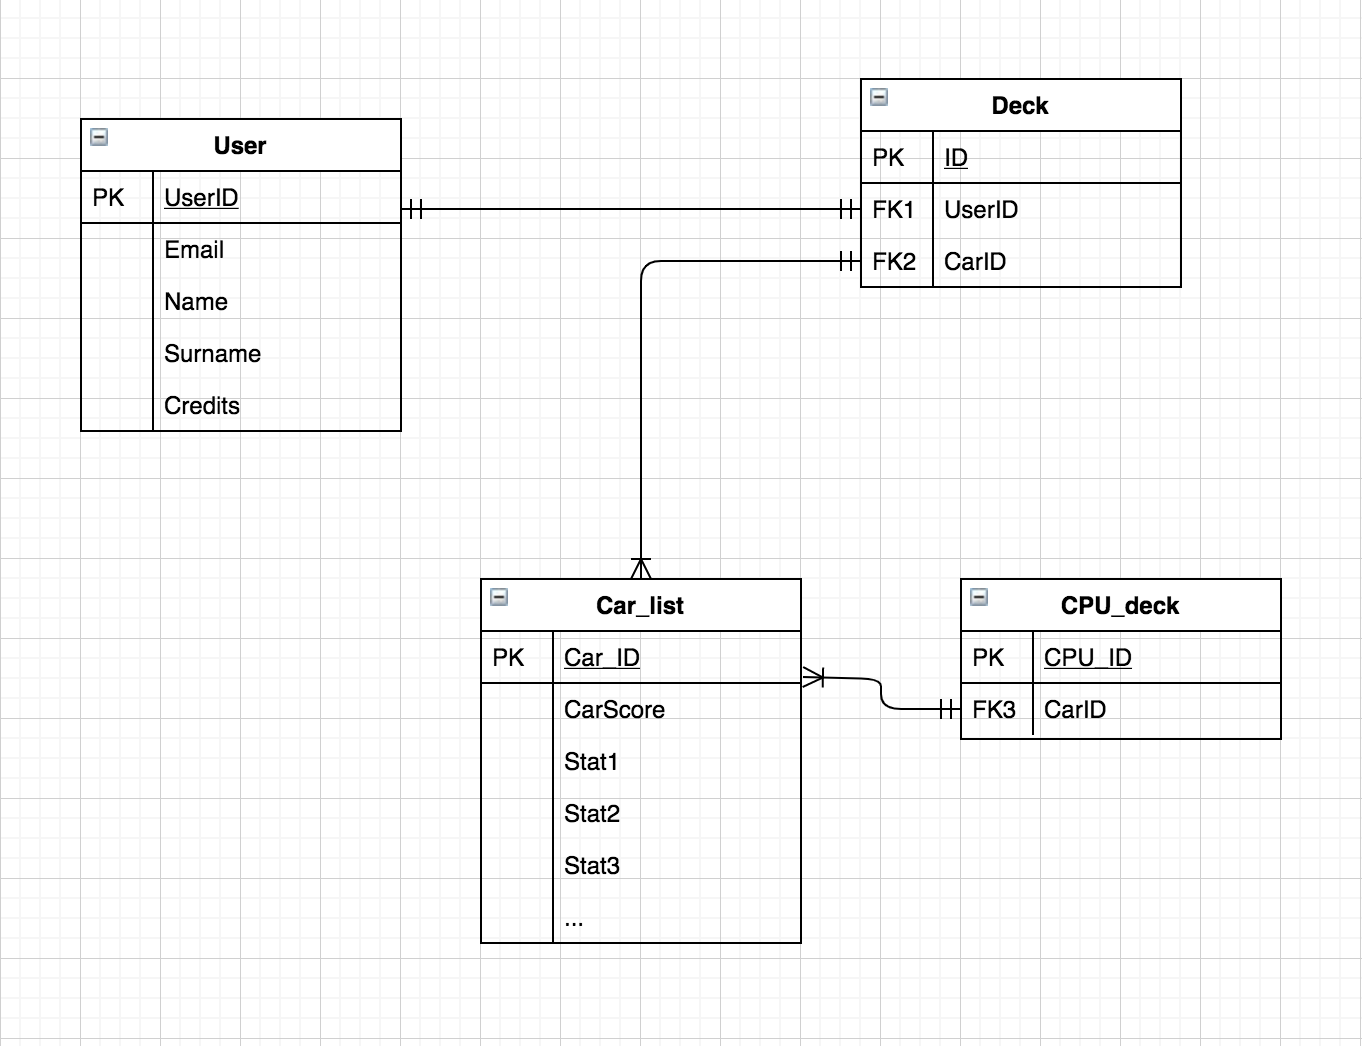 User
PK UserID
Email
Name
Surname
Credits
Deck
PK ID
FK1 UserID
FK2 CarID
Car_list
PK Car_ID
CarScore
Stat1
Stat2
Stat3
...
CPU_deck
PK CPU_ID
FK3 CarID